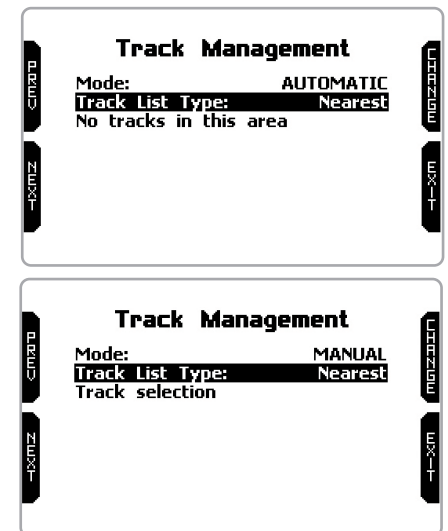 Track Management
PREV
CHANGE
Mode: AUTOMATIC
Track List Type: Nearest
No tracks in this area
NEXT
EXIT
Track Management
PREV
CHANGE
Mode: MANUAL
Track List Type: Nearest
Track selection
NEXT
EXIT